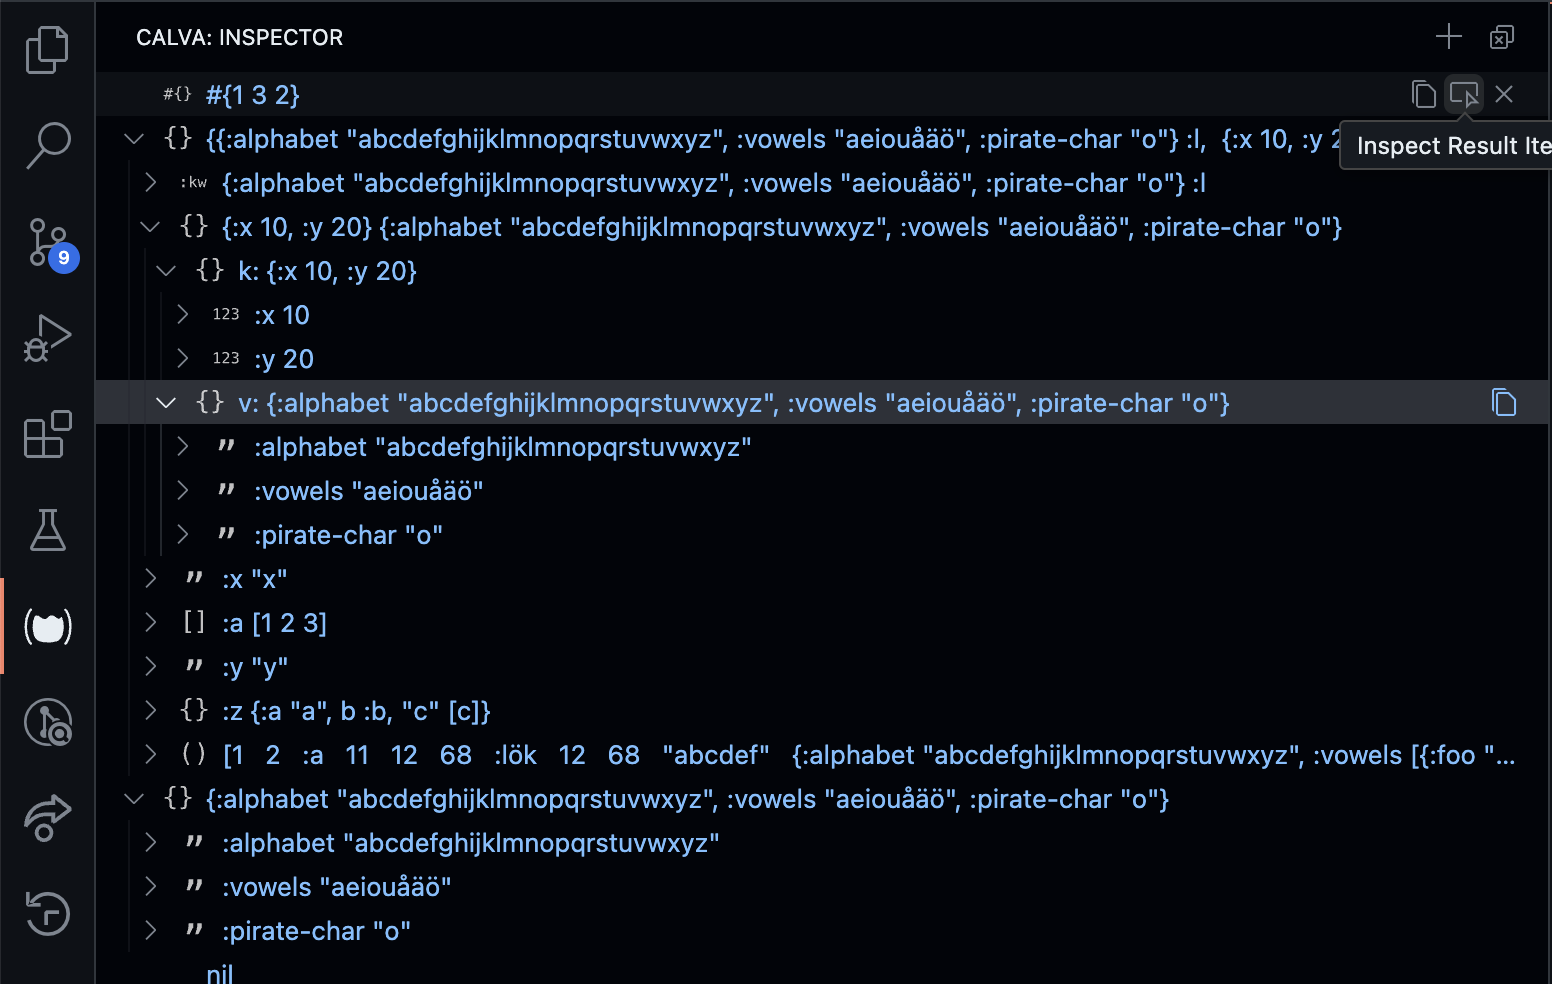 CALVA: INSPECTOR
#{} #{1 3 2}
{} {{:alphabet "abcdefghijklmnopqrstuvwxyz", :vowels "aeiouåäö", :pirate-char "o"} :l, {:x 10, :y 2
Inspect Result Ite
:kw {:alphabet "abcdefghijklmnopqrstuvwxyz", :vowels "aeiouåäö", :pirate-char "o"} :l
{} {:x 10, :y 20} {:alphabet "abcdefghijklmnopqrstuvwxyz", :vowels "aeiouåäö", :pirate-char "o"}
9
{} k: {:x 10, :y 20}
123 :x 10
123 :y 20
{} v: {:alphabet "abcdefghijklmnopqrstuvwxyz", :vowels "aeiouåäö", :pirate-char "o"}
" :alphabet "abcdefghijklmnopqrstuvwxyz"
" :vowels "aeiouåäö"
" :pirate-char "o"
" :x "x"
[] :a [1 2 3]
" :y "y"
{} :z {:a "a", b :b, "c" [c]}
() [1 2 :a 11 12 68 :lök 12 68 "abcdef" {:alphabet "abcdefghijklmnopqrstuvwxyz", :vowels [{:foo "...
{} {:alphabet "abcdefghijklmnopqrstuvwxyz", :vowels "aeiouåäö", :pirate-char "o"}
" :alphabet "abcdefghijklmnopqrstuvwxyz"
" :vowels "aeiouåäö"
" :pirate-char "o"
nil